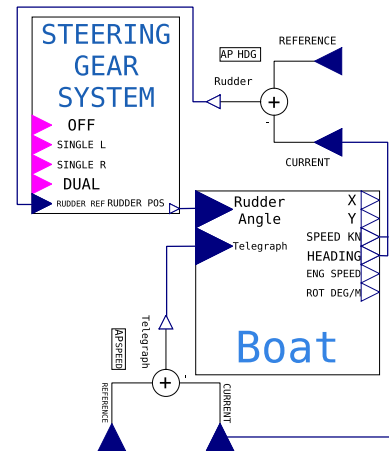 STEERING
GEAR
SYSTEM
OFF
SINGLE L
SINGLE R
DUAL
RUDDER REF RUDDER POS
AP HDG
REFERENCE
Rudder
+
-
CURRENT
Rudder
Angle
Telegraph
X
Y
SPEED KN
HEADING
ENG SPEED
ROT DEG/M
Boat
Telegraph
APSPEED
+
-
REFERENCE
CURRENT